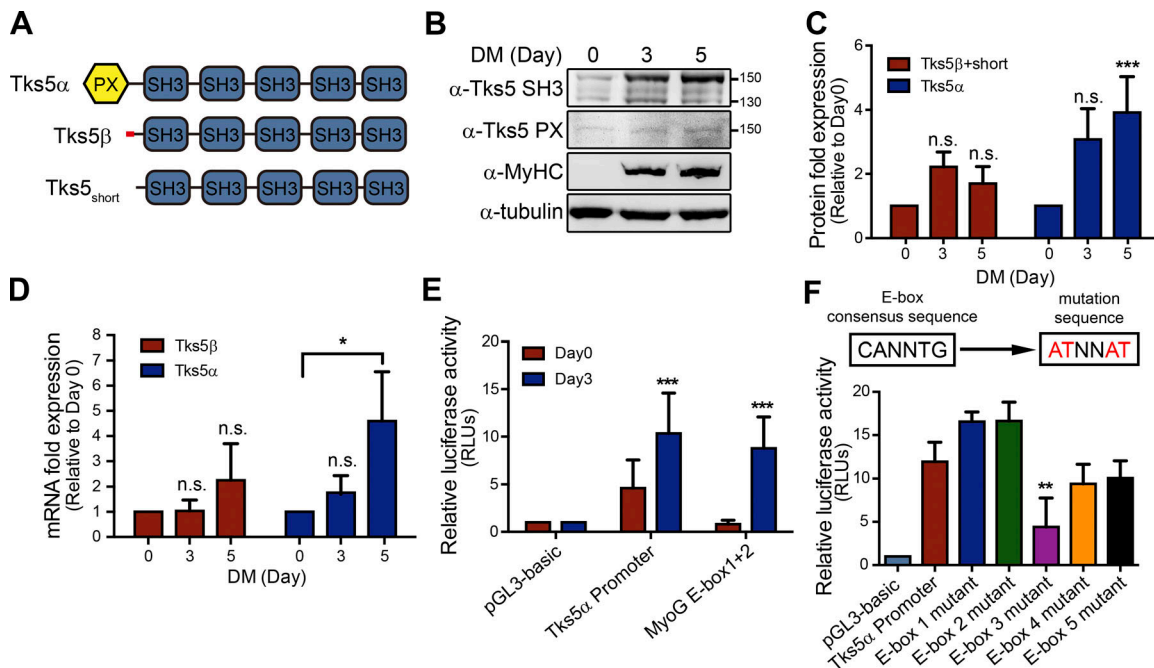 A
Tks5α
PX
SH3 SH3 SH3 SH3 SH3
Tks5β
SH3 SH3 SH3 SH3 SH3
Tks5short
SH3 SH3 SH3 SH3 SH3
B
DM (Day) 0 3 5
α-Tks5 SH3
150
130
α-Tks5 PX
150
α-MyHC
α-tubulin
C
Protein fold expression
(Relative to Day0)
8
6
4
2
0
Tks5β+short
Tks5α
n.s.
n.s.
n.s.
***
0 3 5 0 3 5
DM (Day)
D
mRNA fold expression
(Relative to Day 0)
8
7
6
5
4
3
2
1
0
Tks5β
Tks5α
n.s.
n.s.
n.s.
*
0 3 5 0 3 5
DM (Day)
E
Relative luciferase activity
(RLUs)
20
15
10
5
0
Day0
Day3
***
***
pGL3-basic
Tks5α Promoter
MyoG E-box1+2
F
E-box
consensus sequence
mutation
sequence
CANNTG
ATNNAT
Relative luciferase activity
(RLUs)
20
15
10
5
0
**
pGL3-basic
Tks5α Promoter
E-box 1 mutant
E-box 2 mutant
E-box 3 mutant
E-box 4 mutant
E-box 5 mutant